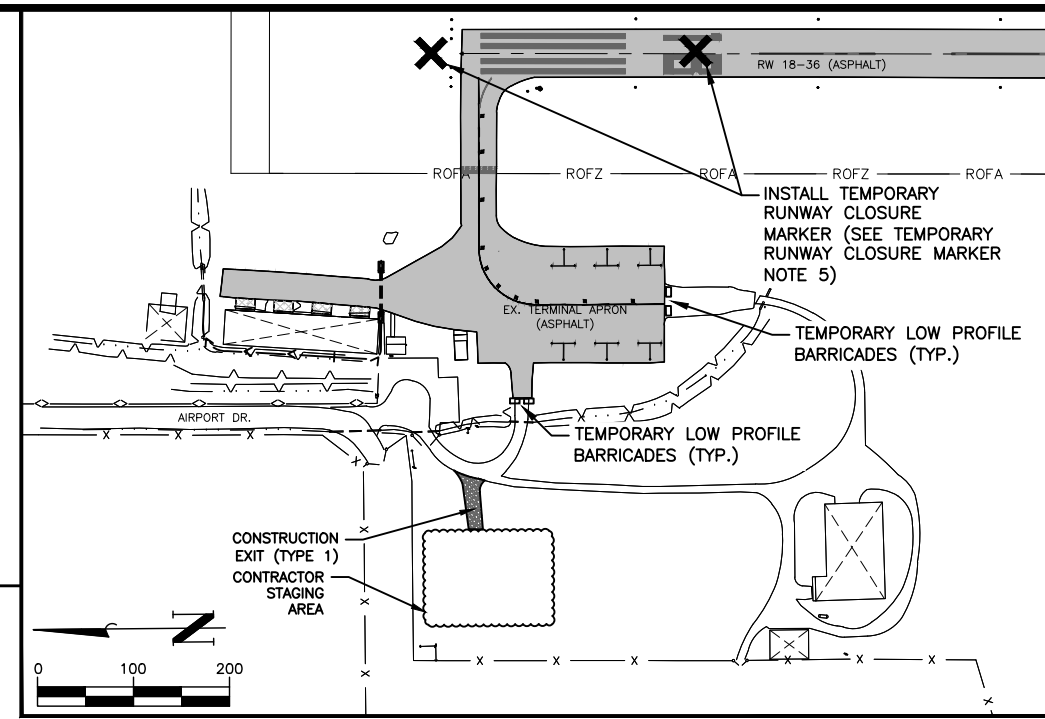 RW 18-36 (ASPHALT)
ROFA
ROFZ
ROFA
ROFZ
ROFA
INSTALL TEMPORARY
RUNWAY CLOSURE
MARKER (SEE TEMPORARY
RUNWAY CLOSURE MARKER
NOTE 5)
EX. TERMINAL APRON
(ASPHALT)
TEMPORARY LOW PROFILE
BARRICADES (TYP.)
AIRPORT DR.
TEMPORARY LOW PROFILE
BARRICADES (TYP.)
CONSTRUCTION
EXIT (TYPE 1)
CONTRACTOR
STAGING
AREA
0 100 200